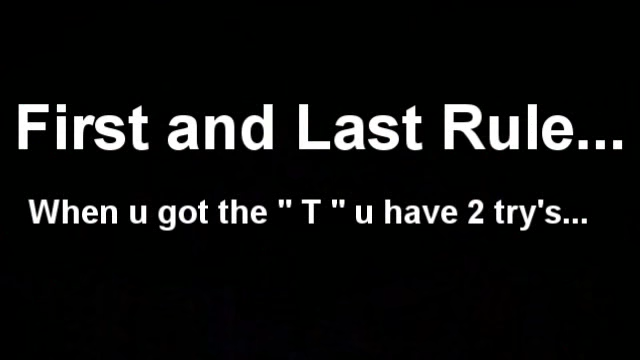 First and Last Rule...
When u got the " T " u have 2 try's...